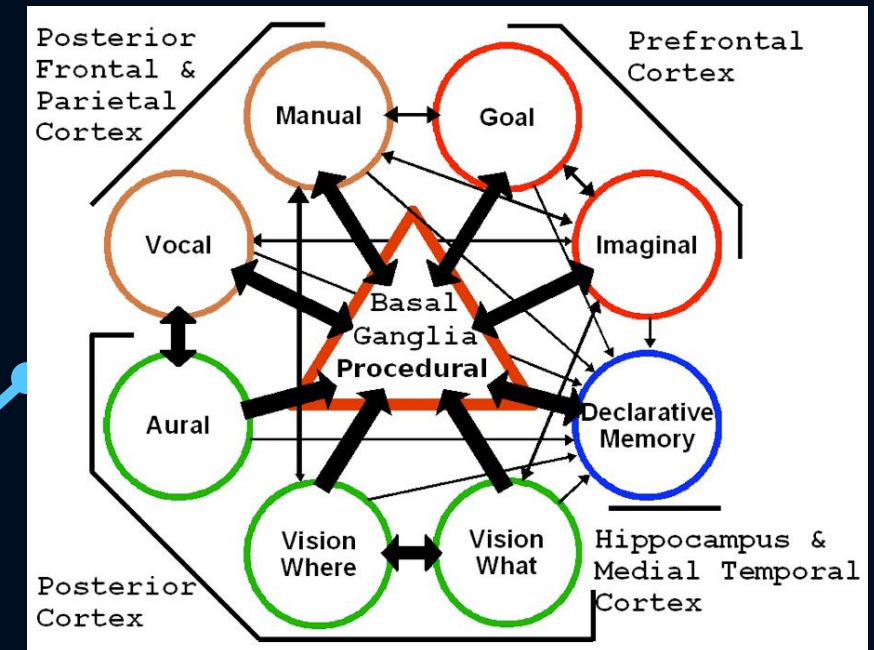 Posterior
Frontal &
Parietal
Cortex
Prefrontal
Cortex
Manual
Goal
Vocal
Imaginal
Basal
Ganglia
Procedural
Aural
Declarative
Memory
Vision
Where
Vision
What
Hippocampus &
Medial Temporal
Cortex
Posterior
Cortex